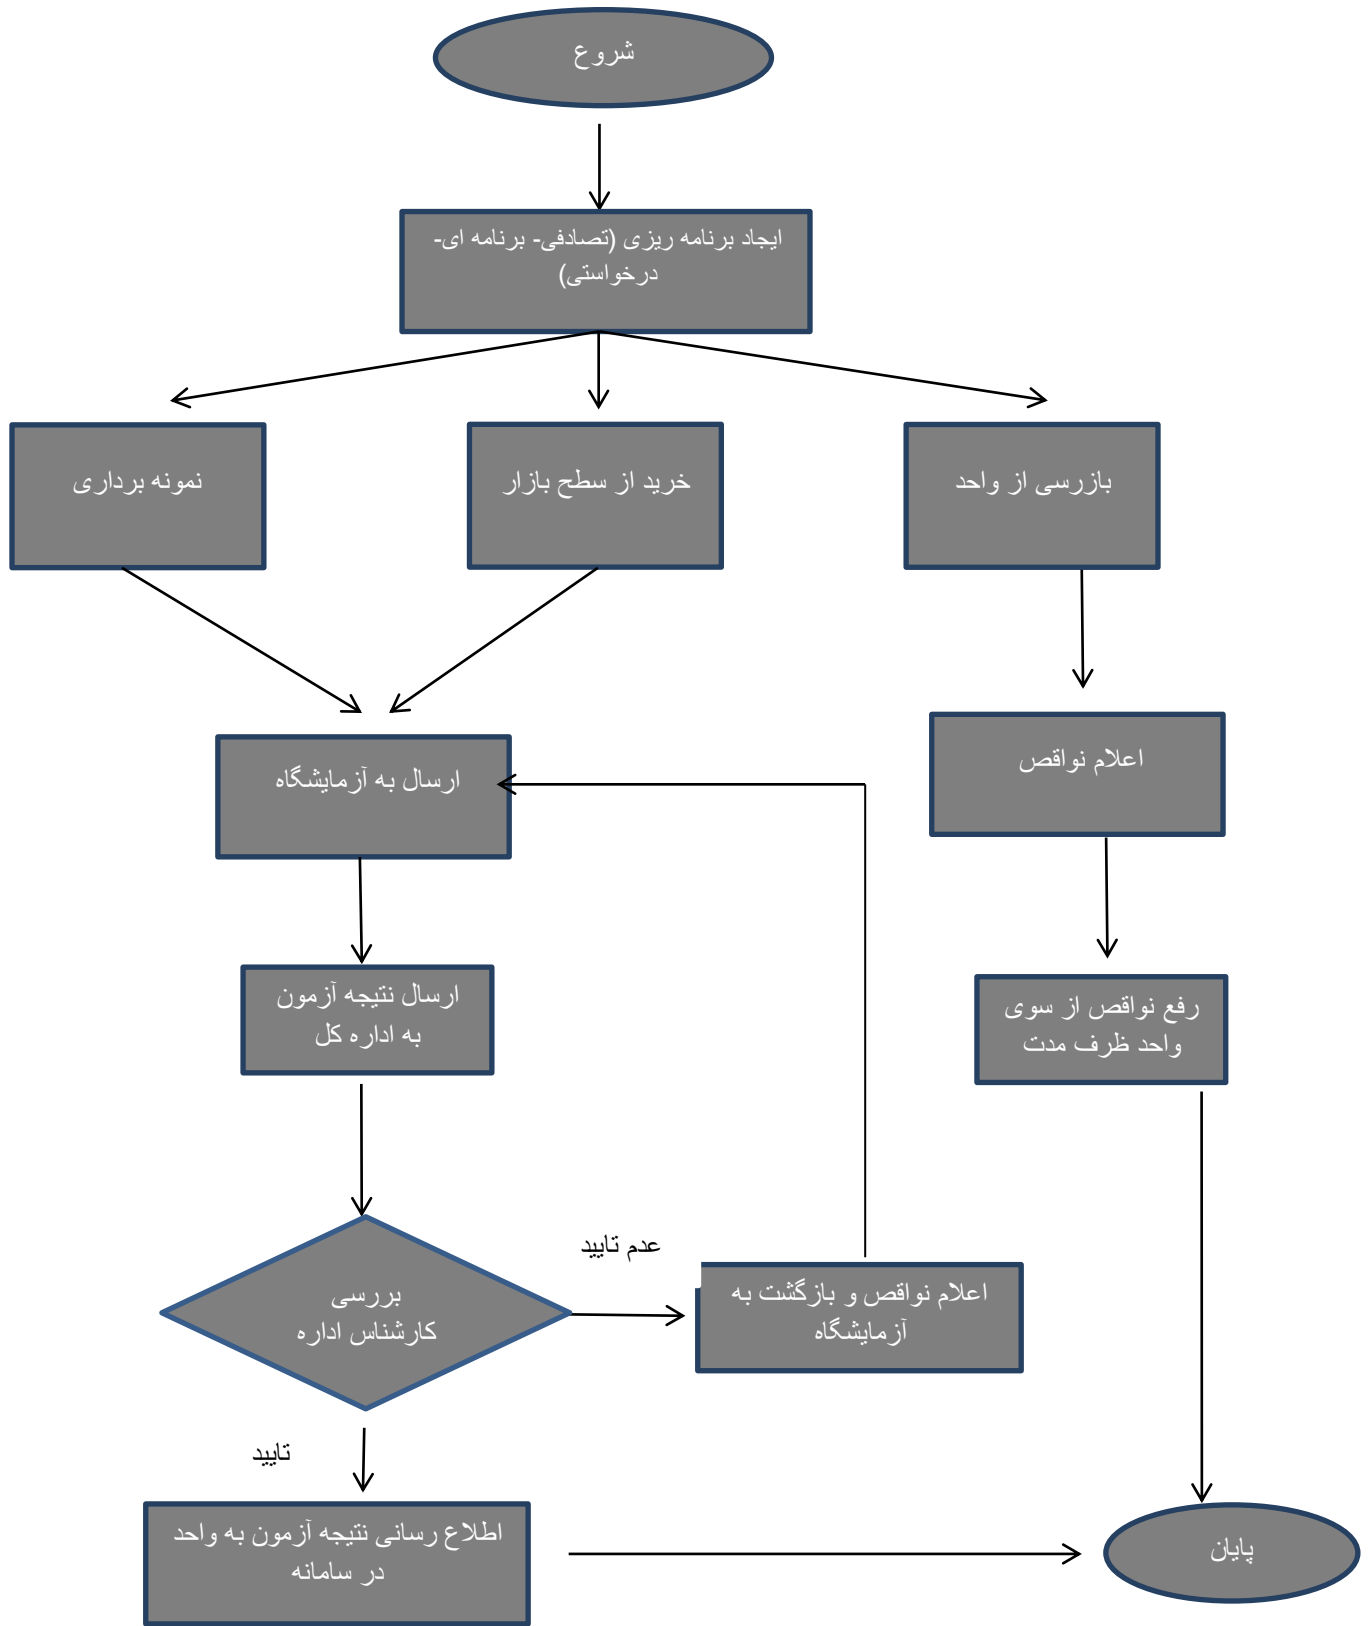 شروع
ایجاد برنامه ریزی (تصادفی- برنامه ای-
درخواستی)
بازرسی از واحد
خرید از سطح بازار
نمونه برداری
اعلام نواقص
ارسال به آزمایشگاه
رفع نواقص از سوی
واحد ظرف مدت
ارسال نتیجه آزمون
به اداره کل
عدم تایید
اعلام نواقص و بازگشت به
آزمایشگاه
بررسی
کارشناس اداره
تایید
اطلاع رسانی نتیجه آزمون به واحد
در سامانه
پایان